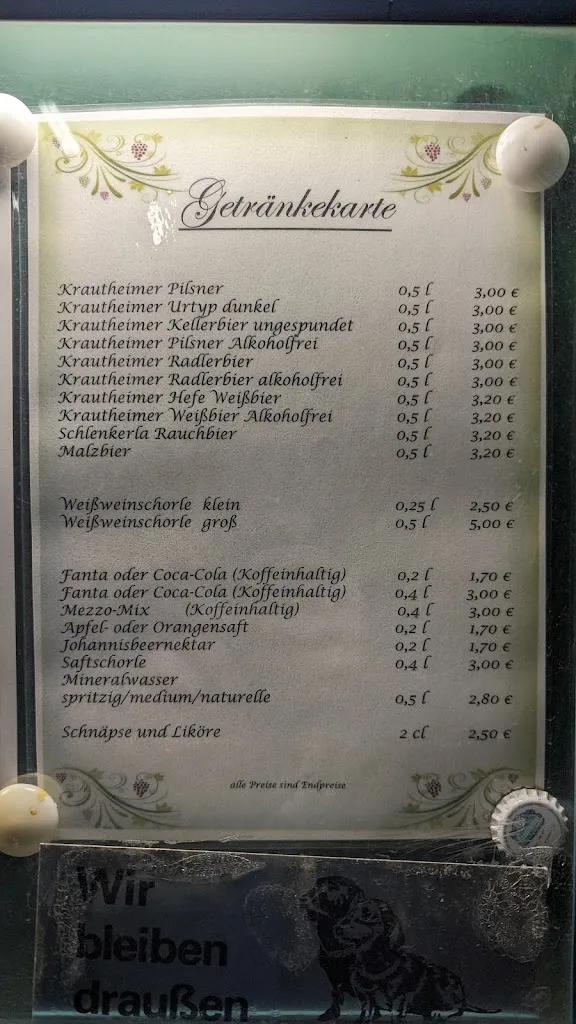 Getränkekarte
Krautheimer Pilsner 0,5 l 3,00 €
Krautheimer Urtyp dunkel 0,5 l 3,00 €
Krautheimer Kellerbier ungespundet 0,5 l 3,00 €
Krautheimer Pilsner Alkoholfrei 0,5 l 3,00 €
Krautheimer Radlerbier 0,5 l 3,00 €
Krautheimer Radlerbier alkoholfrei 0,5 l 3,00 €
Krautheimer Hefe Weißbier 0,5 l 3,20 €
Krautheimer Weißbier Alkoholfrei 0,5 l 3,20 €
Schlenkerla Rauchbier 0,5 l 3,20 €
Malzbier 0,5 l 3,20 €
Weißweinschorle klein 0,25 l 2,50 €
Weißweinschorle groß 0,5 l 5,00 €
Fanta oder Coca-Cola (Koffeinhaltig) 0,2 l 1,70 €
Fanta oder Coca-Cola (Koffeinhaltig) 0,4 l 3,00 €
Mezzo-Mix (Koffeinhaltig) 0,4 l 3,00 €
Apfel- oder Orangensaft 0,2 l 1,70 €
Johannisbeernektar 0,2 l 1,70 €
Saftschorle 0,4 l 3,00 €
Mineralwasser
spritzig/medium/naturelle 0,5 l 2,80 €
Schnäpse und Liköre 2 cl 2,50 €
alle Preise sind Endpreise
Wir
bleiben
draußen